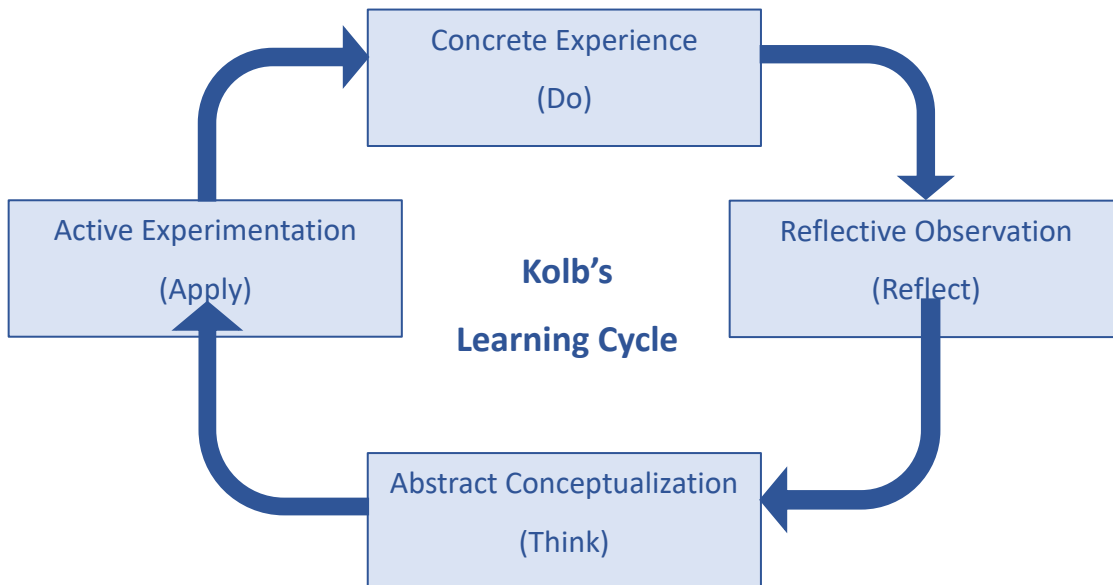 Concrete Experience
(Do)
Active Experimentation
(Apply)
Kolb’s
Learning Cycle
Reflective Observation
(Reflect)
Abstract Conceptualization
(Think)